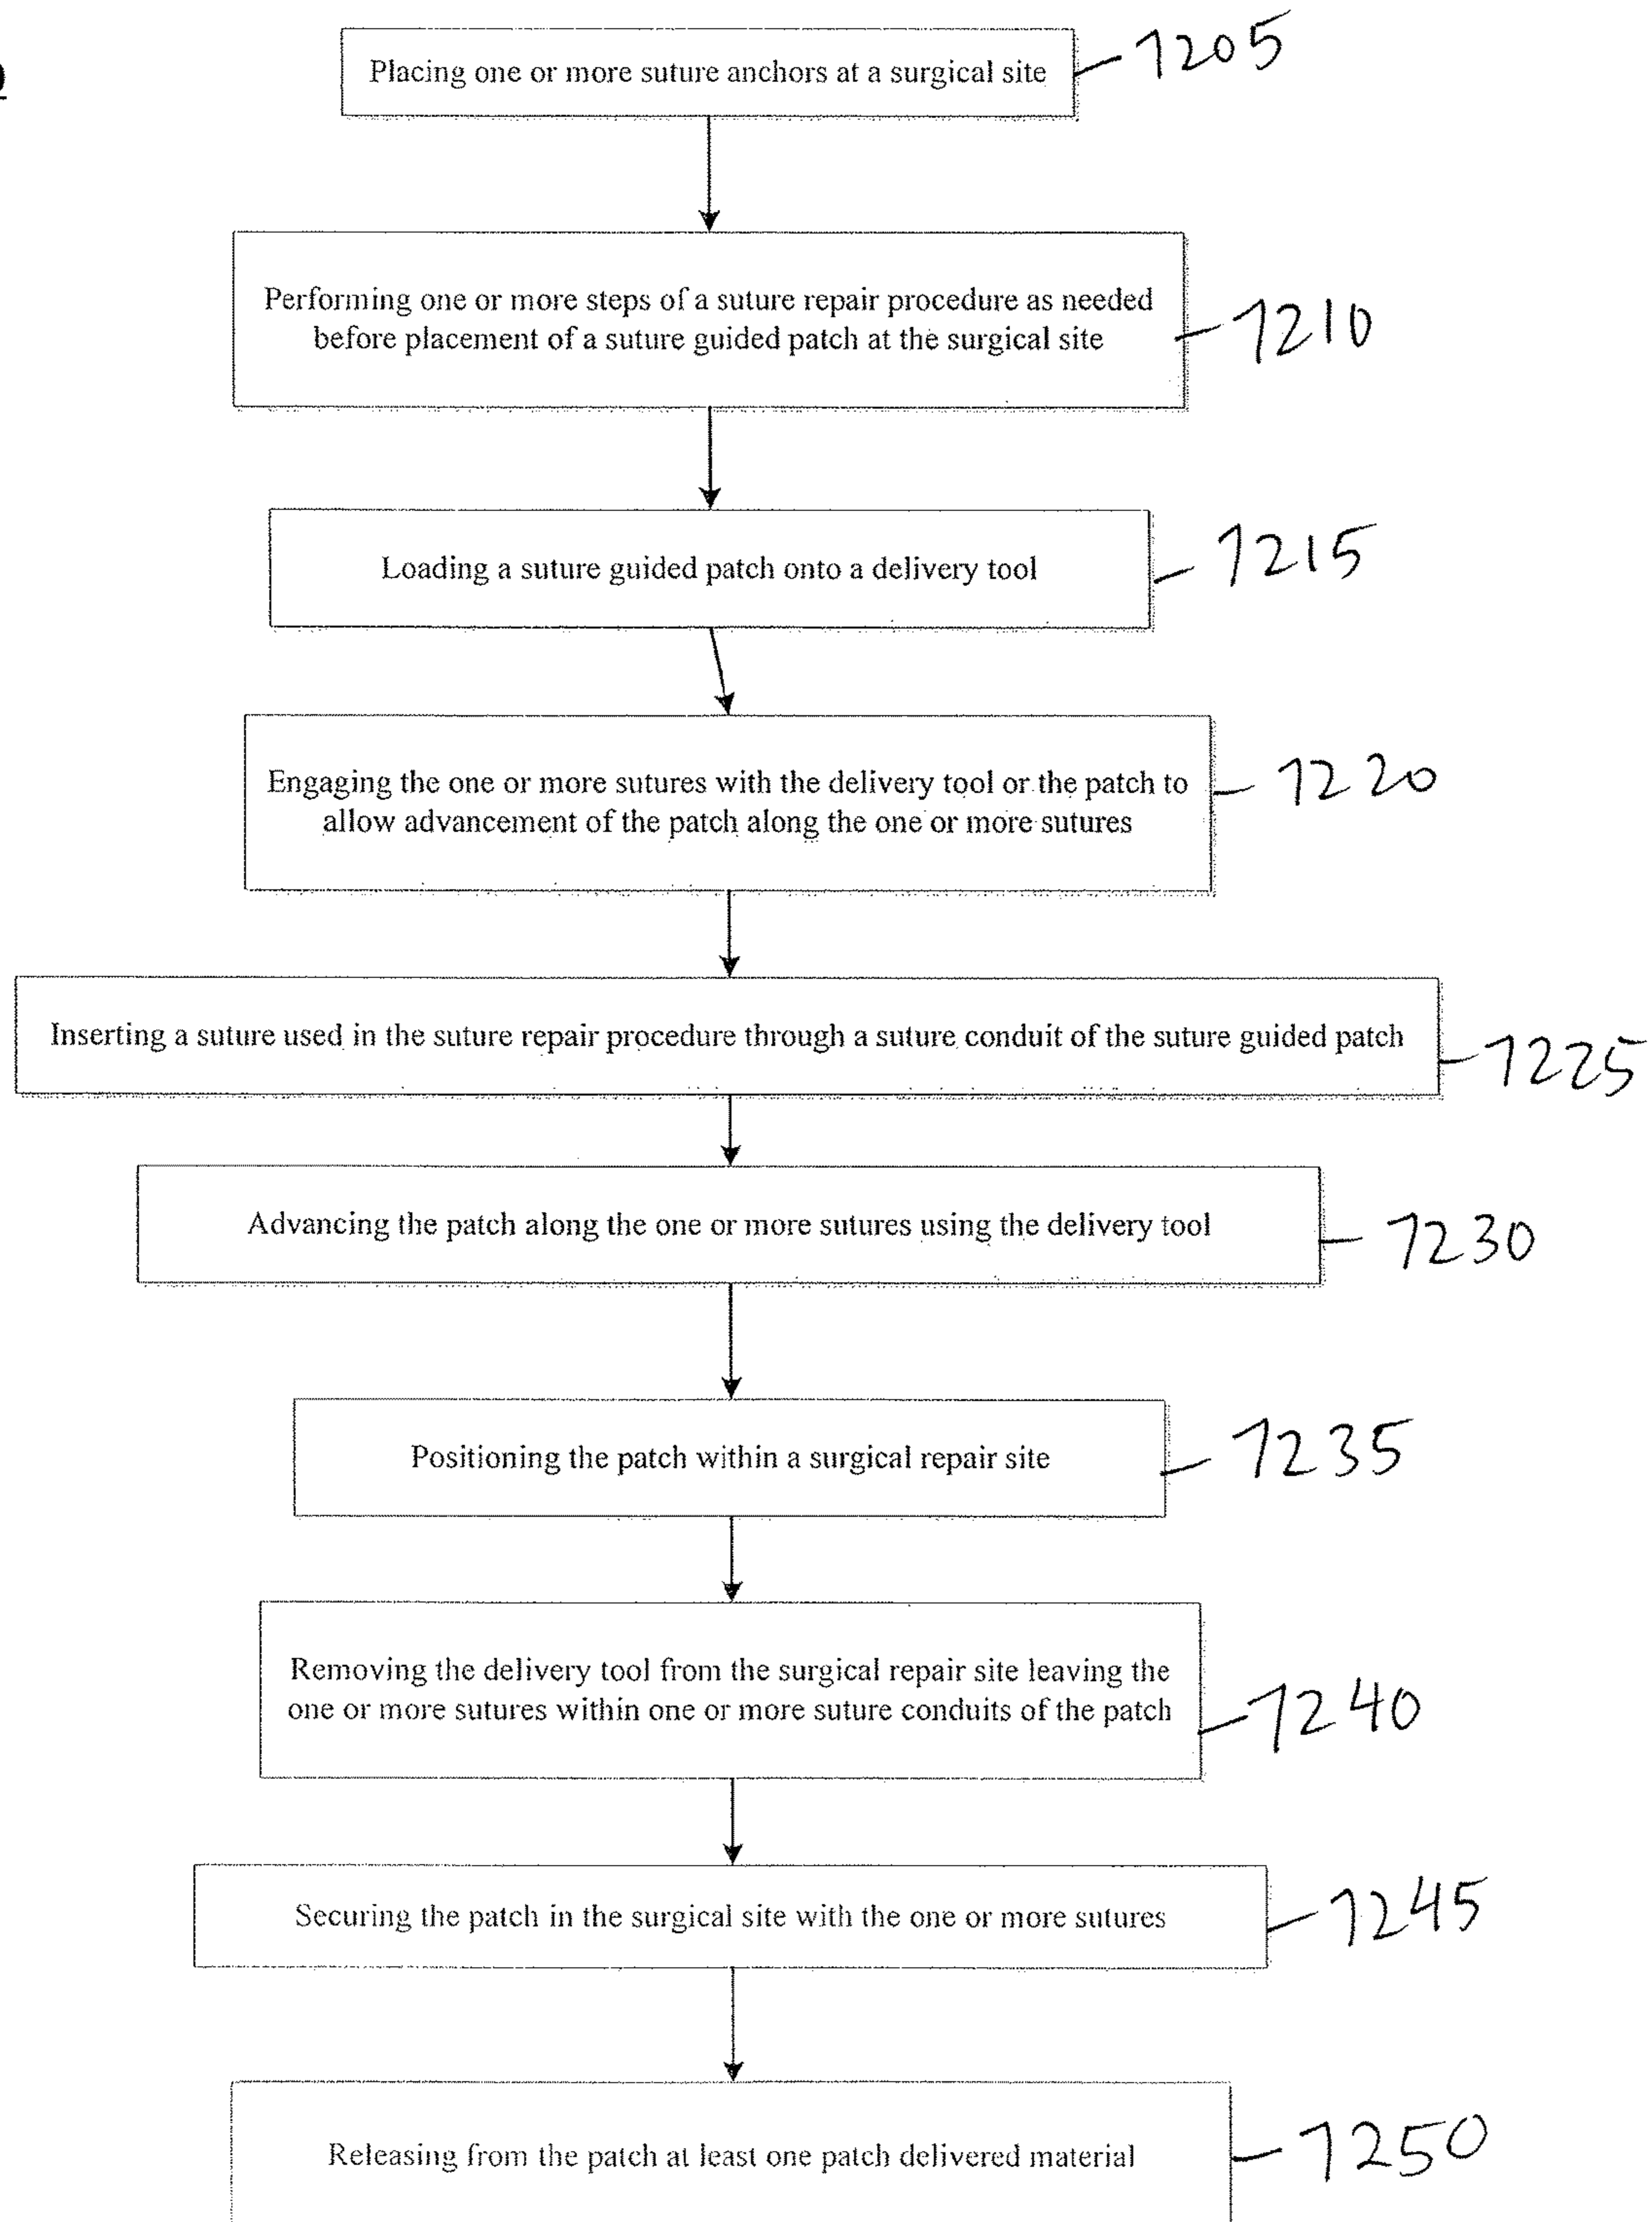 Placing one or more suture anchors at a surgical site
1205
Performing one or more steps of a suture repair procedure as needed
before placement of a suture guided patch at the surgical site
1210
Loading a suture guided patch onto a delivery tool
1215
Engaging the one or more sutures with the delivery tool or the patch to
allow advancement of the patch along the one or more sutures
1220
Inserting a suture used in the suture repair procedure through a suture conduit of the suture guided patch
1225
Advancing the patch along the one or more sutures using the delivery tool
1230
Positioning the patch within a surgical repair site
1235
Removing the delivery tool from the surgical repair site leaving the
one or more sutures within one or more suture conduits of the patch
1240
Securing the patch in the surgical site with the one or more sutures
1245
Releasing from the patch at least one patch delivered material
1250